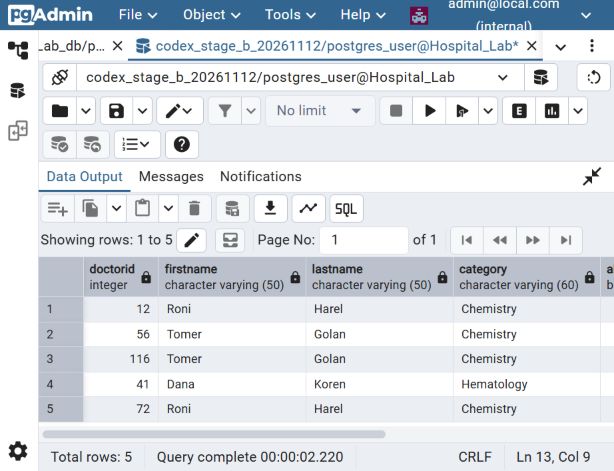 pgAdmin File Object Tools Help admin@local.com (internal)
_ab_db/p... codex_stage_b_20261112/postgres_user@Hospital_Lab*
codex_stage_b_20261112/postgres_user@Hospital_Lab
No limit E
Data Output Messages Notifications
SQL
Showing rows: 1 to 5 Page No: 1 of 1
doctorid firstname lastname category a
integer character varying (50) character varying (50) character varying (60) b
1 12 Roni Harel Chemistry
2 56 Tomer Golan Chemistry
3 116 Tomer Golan Chemistry
4 41 Dana Koren Hematology
5 72 Roni Harel Chemistry
Total rows: 5 Query complete 00:00:02.220 CRLF Ln 13, Col 9